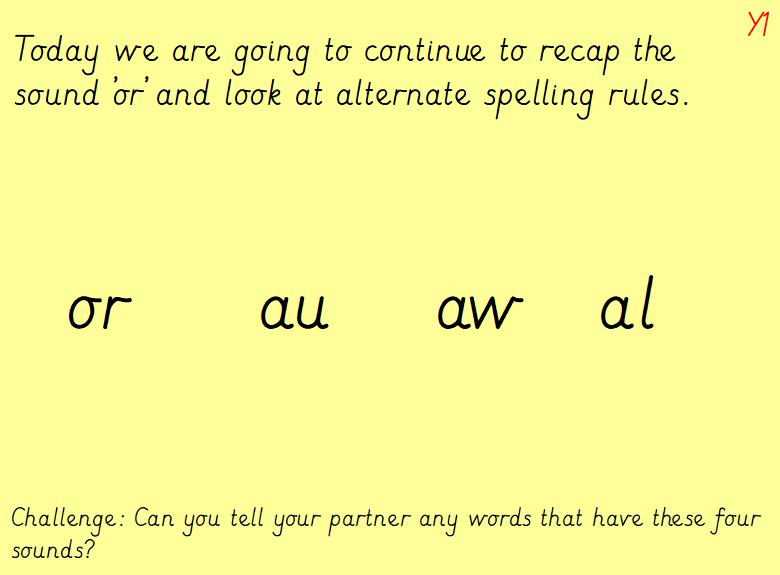 Y1
Today we are going to continue to recap the
sound 'or' and look at alternate spelling rules.
or au aw al
Challenge: Can you tell your partner any words that have these four
sounds?